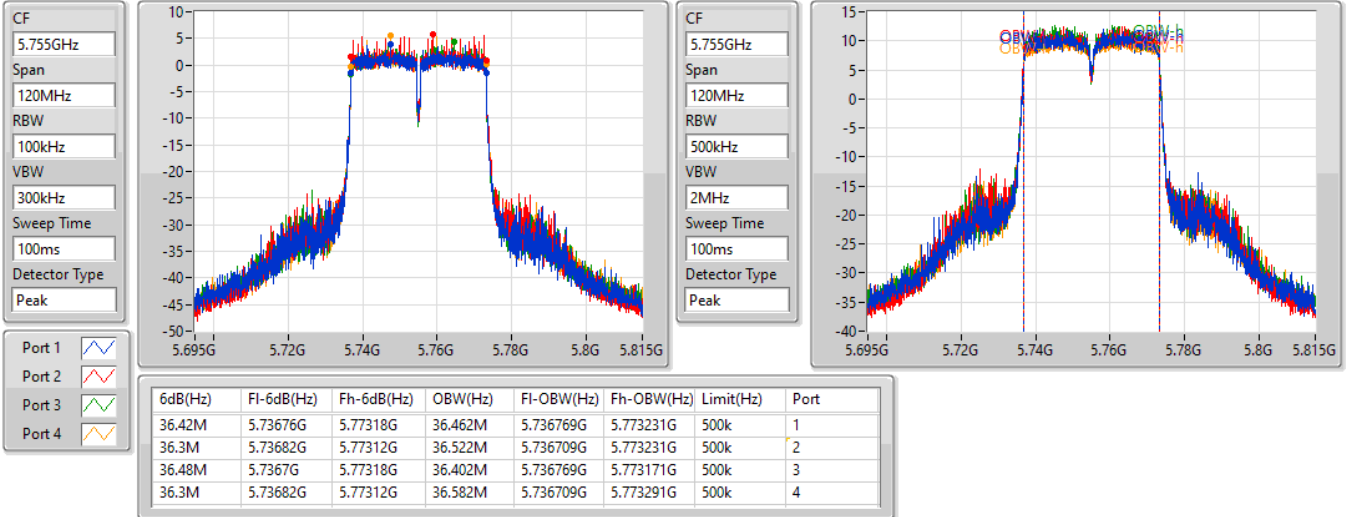 CF
5.755GHz
Span
120MHz
RBW
100kHz
VBW
300kHz
Sweep Time
100ms
Detector Type
Peak
10
5
0
-5
-10
-15
-20
-25
-30
-35
-40
-45
-50
5.695G 5.72G 5.74G 5.76G 5.78G 5.8G 5.815G
CF
5.755GHz
Span
120MHz
RBW
500kHz
VBW
2MHz
Sweep Time
100ms
Detector Type
Peak
15
10
5
0
-5
-10
-15
-20
-25
-30
-35
-40
5.695G 5.72G 5.74G 5.76G 5.78G 5.8G 5.815G
Port 1
Port 2
Port 3
Port 4
6dB(Hz) Fl-6dB(Hz) Fh-6dB(Hz) OBW(Hz) Fl-OBW(Hz) Fh-OBW(Hz) Limit(Hz) Port
36.42M 5.73676G 5.77318G 36.462M 5.736769G 5.773231G 500k 1
36.3M 5.73682G 5.77312G 36.522M 5.736709G 5.773231G 500k 2
36.48M 5.7367G 5.77318G 36.402M 5.736769G 5.773171G 500k 3
36.3M 5.73682G 5.77312G 36.582M 5.736709G 5.773291G 500k 4